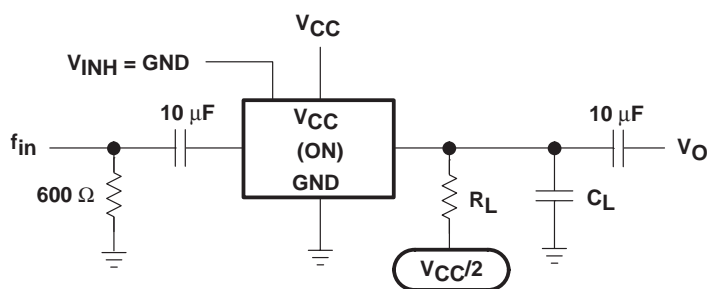 VCC
VINH = GND
10 μF
VCC
(ON)
GND
10 μF
fin
VO
600 Ω
RL
CL
VCC/2